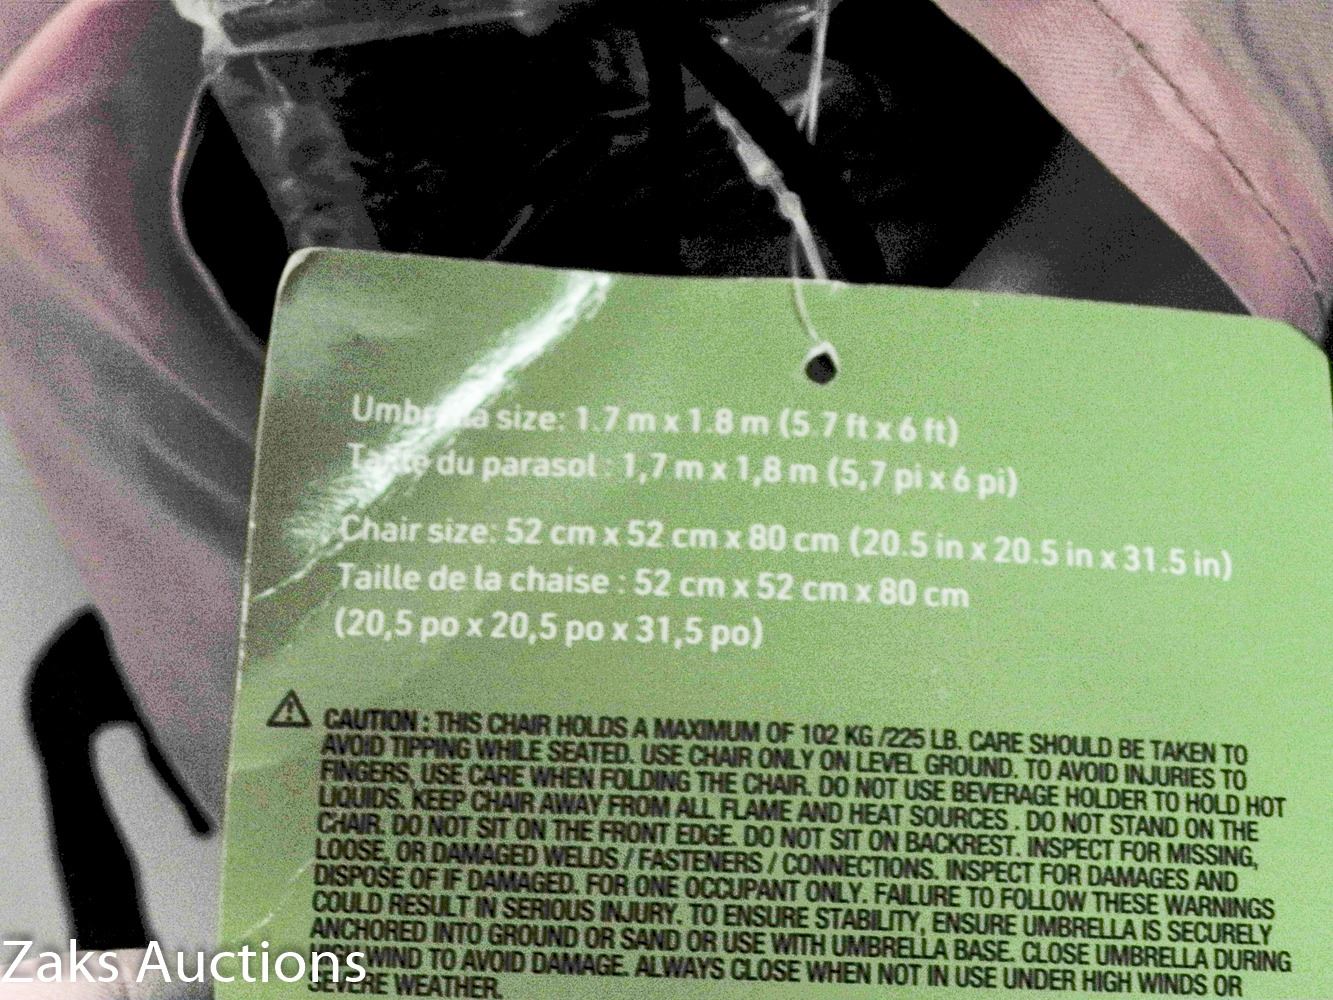 Umbrella size: 1.7 m x 1.8 m (5.7 ft x 6 ft)
Taille du parasol : 1,7 m x 1,8 m (5,7 pi x 6 pi)
Chair size: 52 cm x 52 cm x 80 cm (20.5 in x 20.5 in x 31.5 in)
Taille de la chaise : 52 cm x 52 cm x 80 cm
(20,5 po x 20,5 po x 31,5 po)
CAUTION : THIS CHAIR HOLDS A MAXIMUM OF 102 KG /225 LB. CARE SHOULD BE TAKEN TO
AVOID TIPPING WHILE SEATED. USE CHAIR ONLY ON LEVEL GROUND. TO AVOID INJURIES TO
FINGERS, USE CARE WHEN FOLDING THE CHAIR. DO NOT USE BEVERAGE HOLDER TO HOLD HOT
LIQUIDS. KEEP CHAIR AWAY FROM ALL FLAME AND HEAT SOURCES . DO NOT STAND ON THE
CHAIR. DO NOT SIT ON THE FRONT EDGE. DO NOT SIT ON BACKREST. INSPECT FOR MISSING,
LOOSE, OR DAMAGED WELDS / FASTENERS / CONNECTIONS. INSPECT FOR DAMAGES AND
DISPOSE OF IF DAMAGED. FOR ONE OCCUPANT ONLY. FAILURE TO FOLLOW THESE WARNINGS
COULD RESULT IN SERIOUS INJURY. TO ENSURE STABILITY, ENSURE UMBRELLA IS SECURELY
ANCHORED INTO GROUND OR SAND OR USE WITH UMBRELLA BASE. CLOSE UMBRELLA DURING
HIGH WIND TO AVOID DAMAGE. ALWAYS CLOSE WHEN NOT IN USE UNDER HIGH WINDS OR
SEVERE WEATHER.
Zaks Auctions